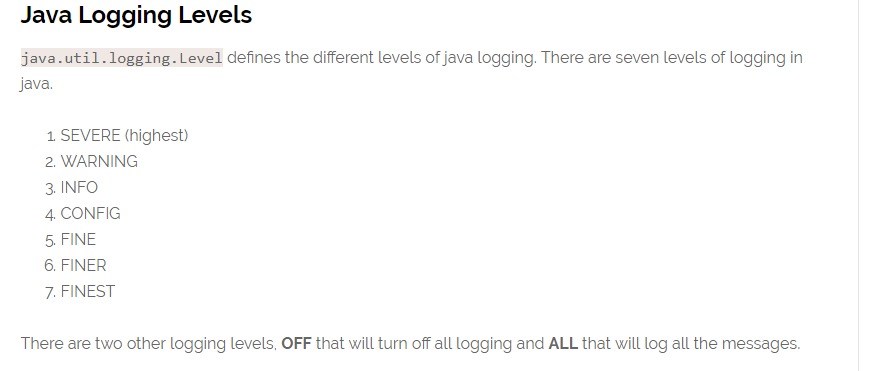 Java Logging Levels
java.util.logging.Level defines the different levels of java logging. There are seven levels of logging in
java.
1. SEVERE (highest)
2. WARNING
3. INFO
4. CONFIG
5. FINE
6. FINER
7. FINEST
There are two other logging levels, OFF that will turn off all logging and ALL that will log all the messages.